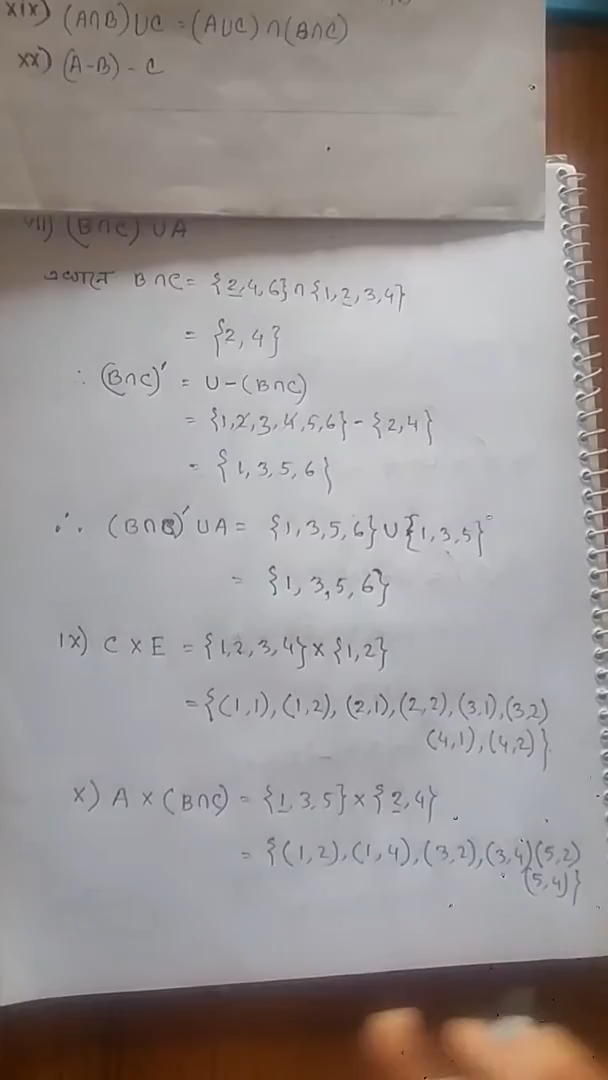 xix) (A∩B)∪C = (A∪C)∩(B∩C)
xx) (A-B) - C
vii) (B∩C) ∪A
এখানে B∩C = {2,4,6}∩{1,2,3,4}
= {2,4}
∴ (B∩C)′ = U-(B∩C)
= {1,2,3,4,5,6} - {2,4}
= {1,3,5,6}
∴ (B∩C)′∪A = {1,3,5,6}∪{1,3,5}
= {1,3,5,6}
ix) C×E = {1,2,3,4}×{1,2}
= {(1,1),(1,2),(2,1),(2,2),(3,1),(3,2)
(4,1),(4,2)}
x) A×(B∩C) = {1,3,5}×{2,4}
= {(1,2),(1,4),(3,2),(3,4)(5,2)
(5,4)}